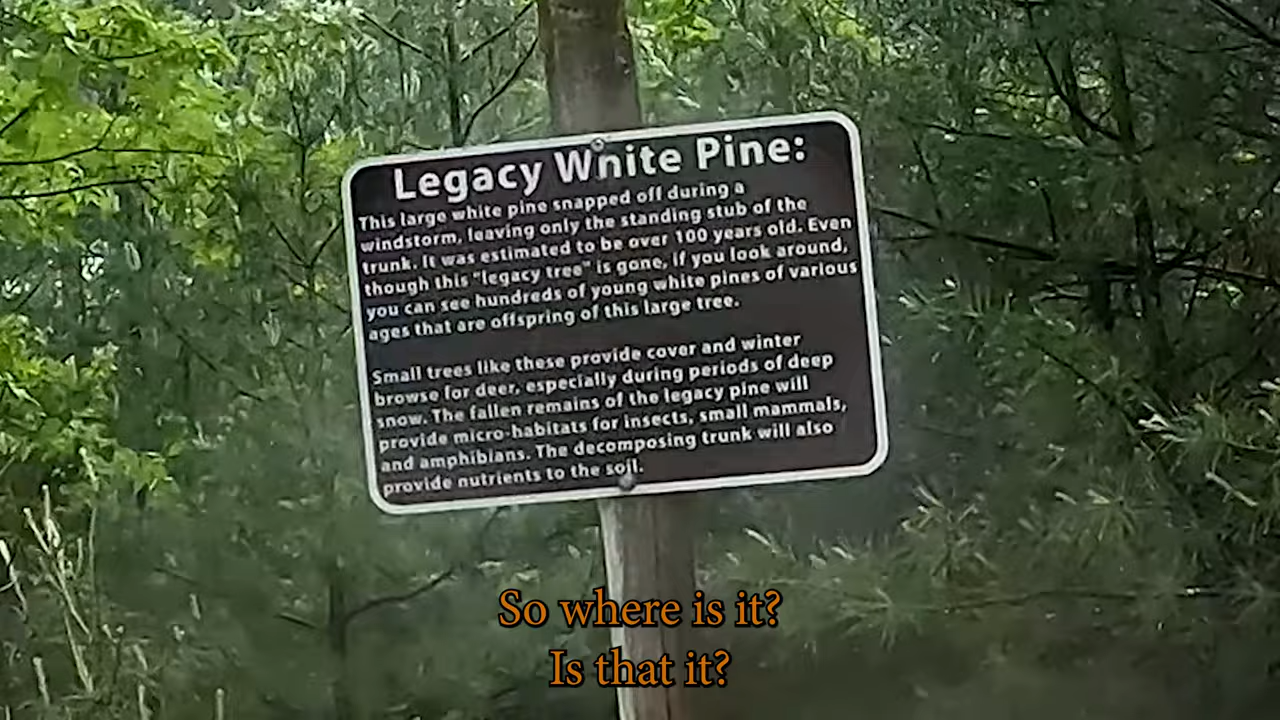 Legacy White Pine:
This large white pine snapped off during a
windstorm, leaving only the standing stub of the
trunk. It was estimated to be over 100 years old. Even
though this "legacy tree" is gone, if you look around,
you can see hundreds of young white pines of various
ages that are offspring of this large tree.
Small trees like these provide cover and winter
browse for deer, especially during periods of deep
snow. The fallen remains of the legacy pine will
provide micro-habitats for insects, small mammals,
and amphibians. The decomposing trunk will also
provide nutrients to the soil.
So where is it?
Is that it?